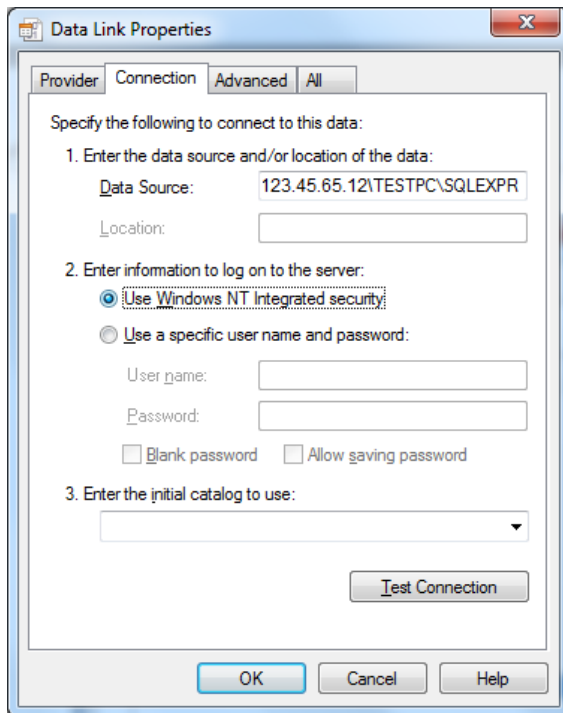 Data Link Properties
Provider Connection Advanced All
Specify the following to connect to this data:
1. Enter the data source and/or location of the data:
Data Source: 123.45.65.12\TESTPC\SQLEXPR
Location:
2. Enter information to log on to the server:
Use Windows NT Integrated security
Use a specific user name and password:
User name:
Password:
Blank password Allow saving password
3. Enter the initial catalog to use:
Test Connection
OK Cancel Help